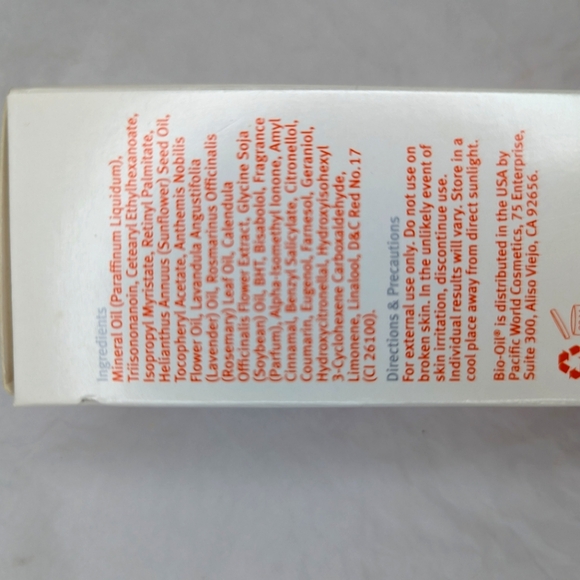 Ingredients
Mineral Oil (Paraffinum Liquidum),
Triisononanoin, Cetearyl Ethylhexanoate,
Isopropyl Myristate, Retinyl Palmitate,
Helianthus Annuus (Sunflower) Seed Oil,
Tocopheryl Acetate, Anthemis Nobilis
Flower Oil, Lavandula Angustifolia
(Lavender) Oil, Rosmarinus Officinalis
(Rosemary) Leaf Oil, Calendula
Officinalis Flower Extract, Glycine Soja
(Soybean) Oil, BHT, Bisabolol, Fragrance
(Parfum), Alpha-Isomethyl Ionone, Amyl
Cinnamal, Benzyl Salicylate, Citronellol,
Coumarin, Eugenol, Farnesol, Geraniol,
Hydroxycitronellal, Hydroxyisohexyl
3-Cyclohexene Carboxaldehyde,
Limonene, Linalool, D&C Red No.17
(CI 26100).
Directions & Precautions
For external use only. Do not use on
broken skin. In the unlikely event of
skin irritation, discontinue use.
Individual results will vary. Store in a
cool place away from direct sunlight.
Bio-Oil® is distributed in the USA by
Pacific World Cosmetics, 75 Enterprise,
Suite 300, Aliso Viejo, CA 92656.